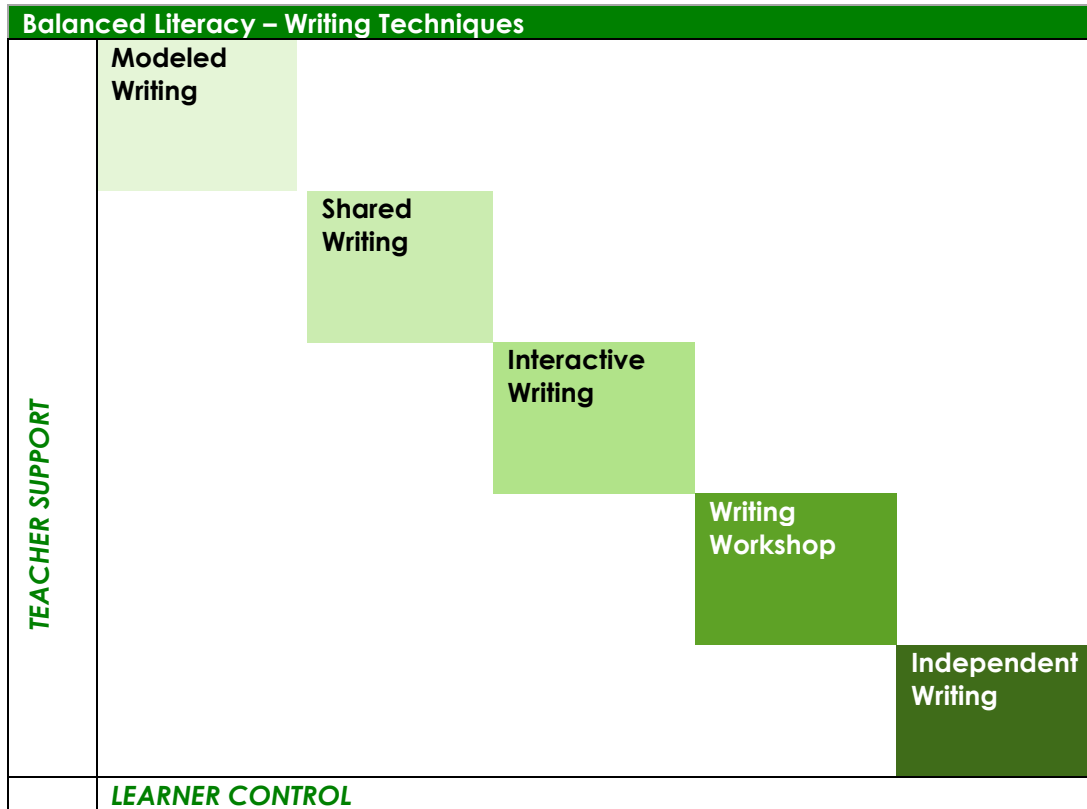 Balanced Literacy – Writing Techniques
Modeled
Writing
Shared
Writing
Interactive
Writing
Writing
Workshop
Independent
Writing
TEACHER SUPPORT
LEARNER CONTROL